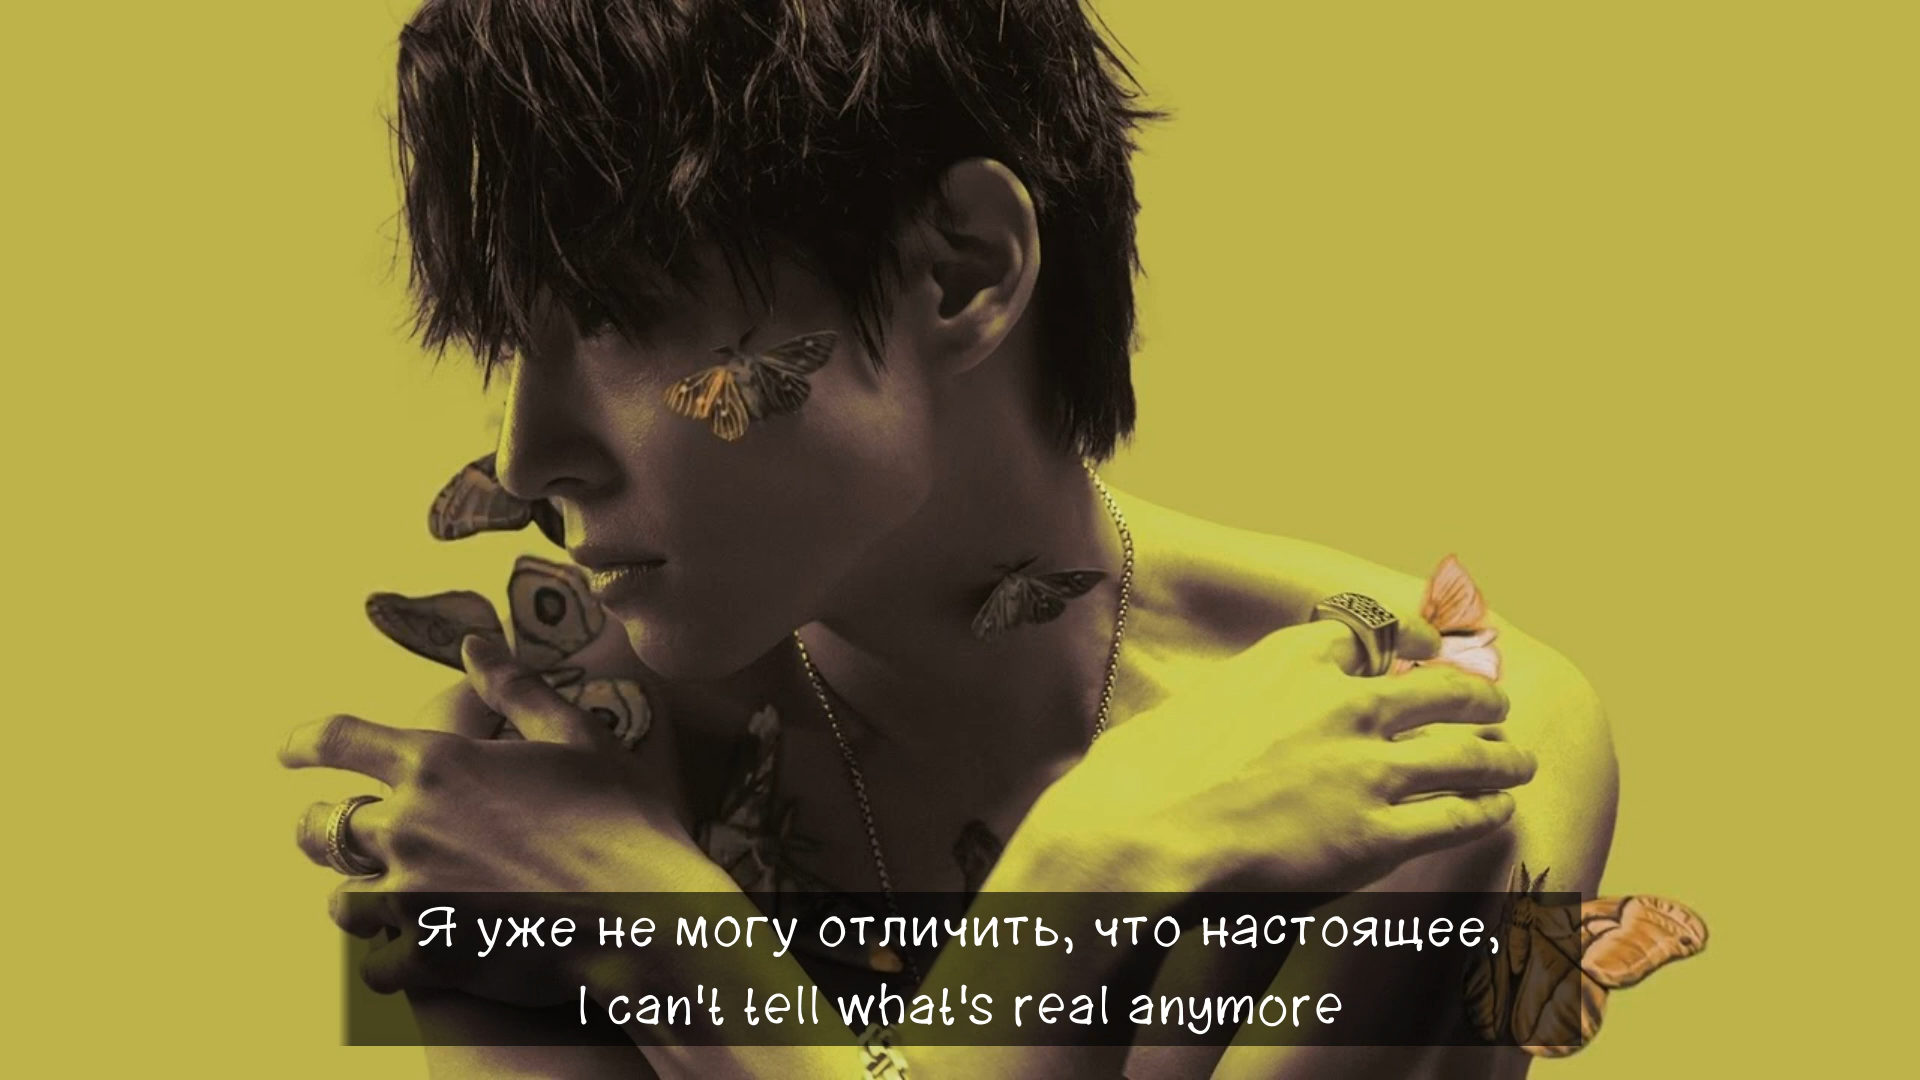 Я уже не могу отличить, что настоящее,
I can't tell what's real anymore